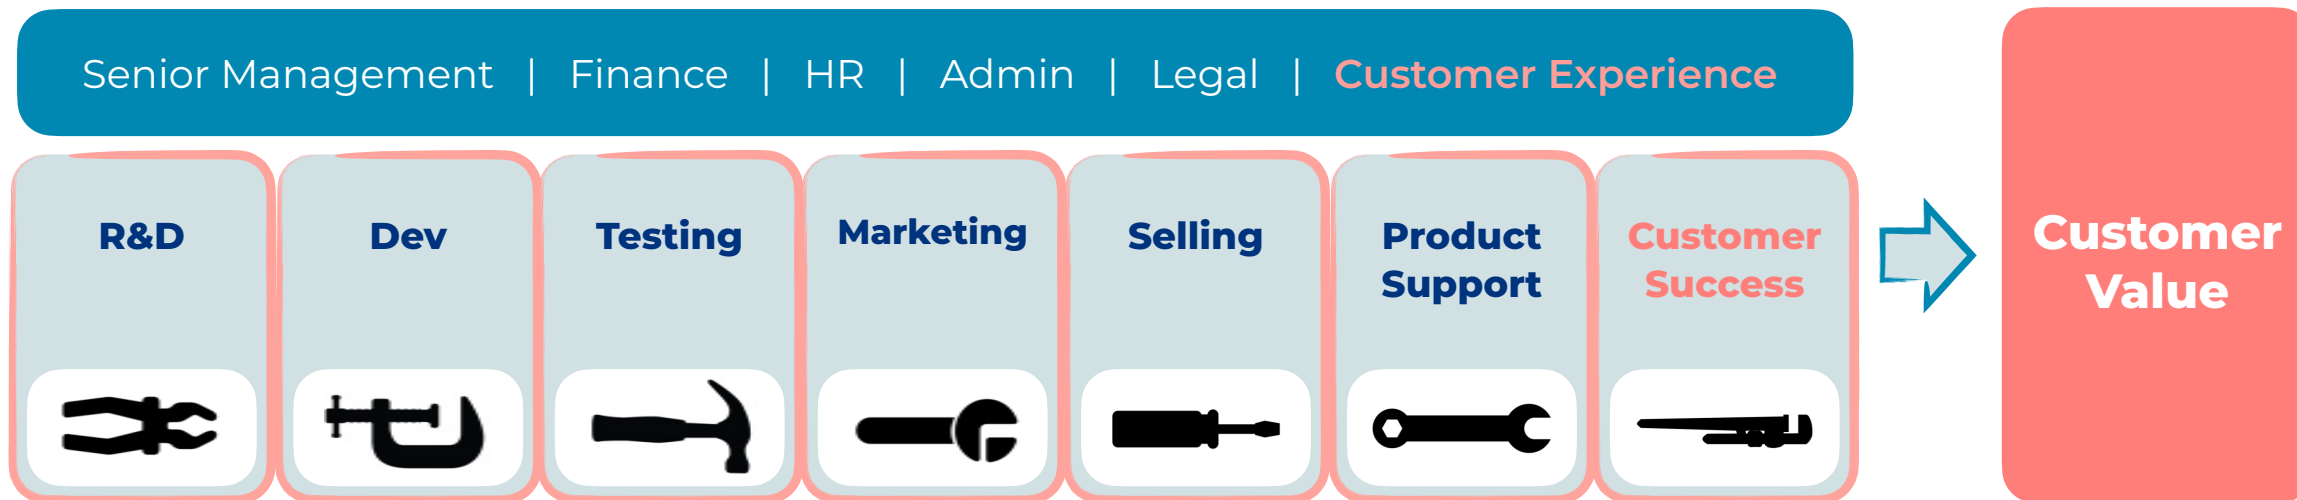 Senior Management | Finance | HR | Admin | Legal | Customer Experience
R&D
Dev
Testing
Marketing
Selling
Product
Support
Customer
Success
Customer
Value